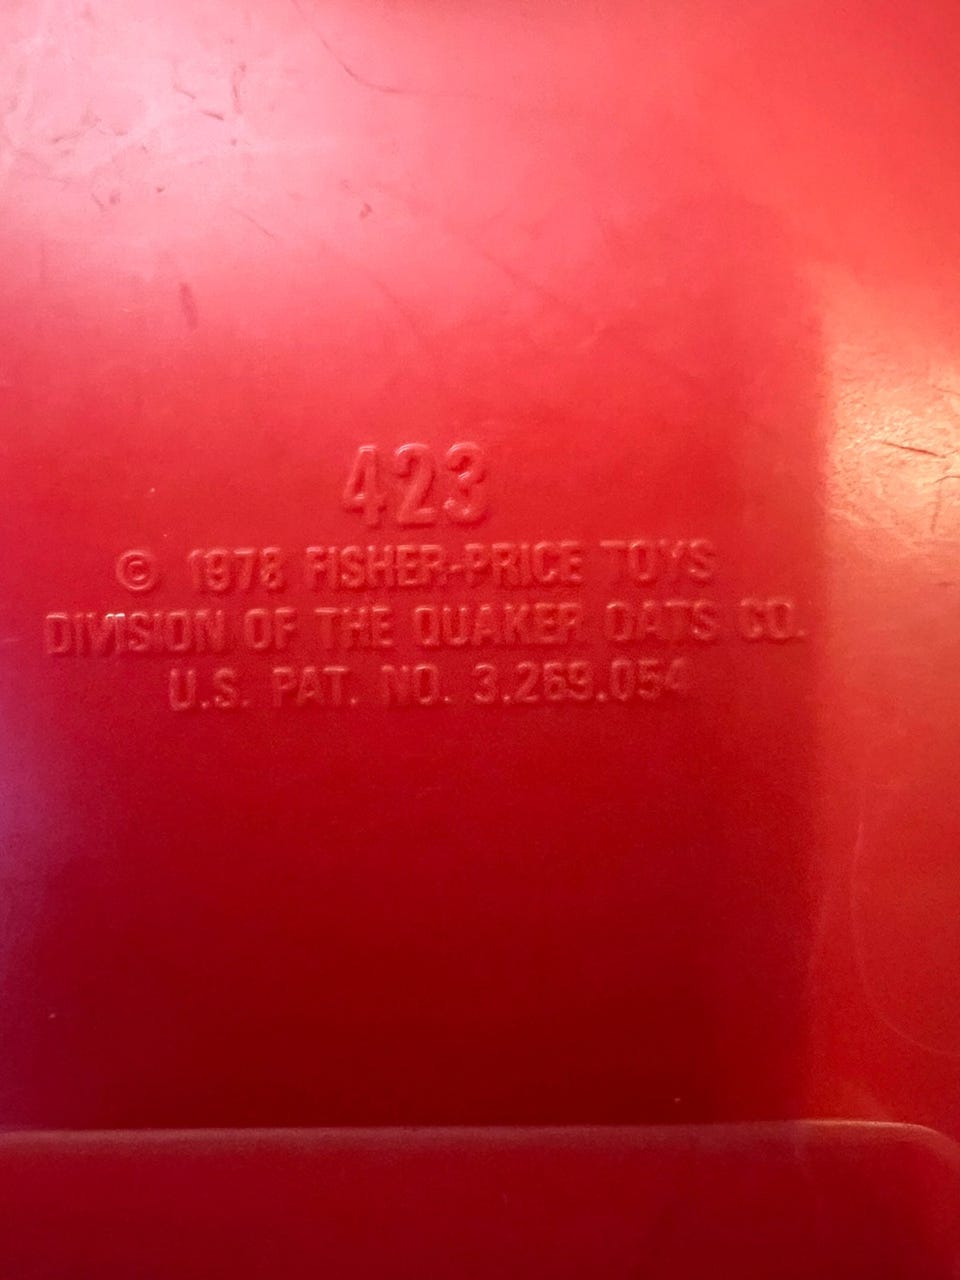 423
© 1978 FISHER-PRICE TOYS
DIVISION OF THE QUAKER OATS CO.
U.S. PAT. NO. 3.269.054